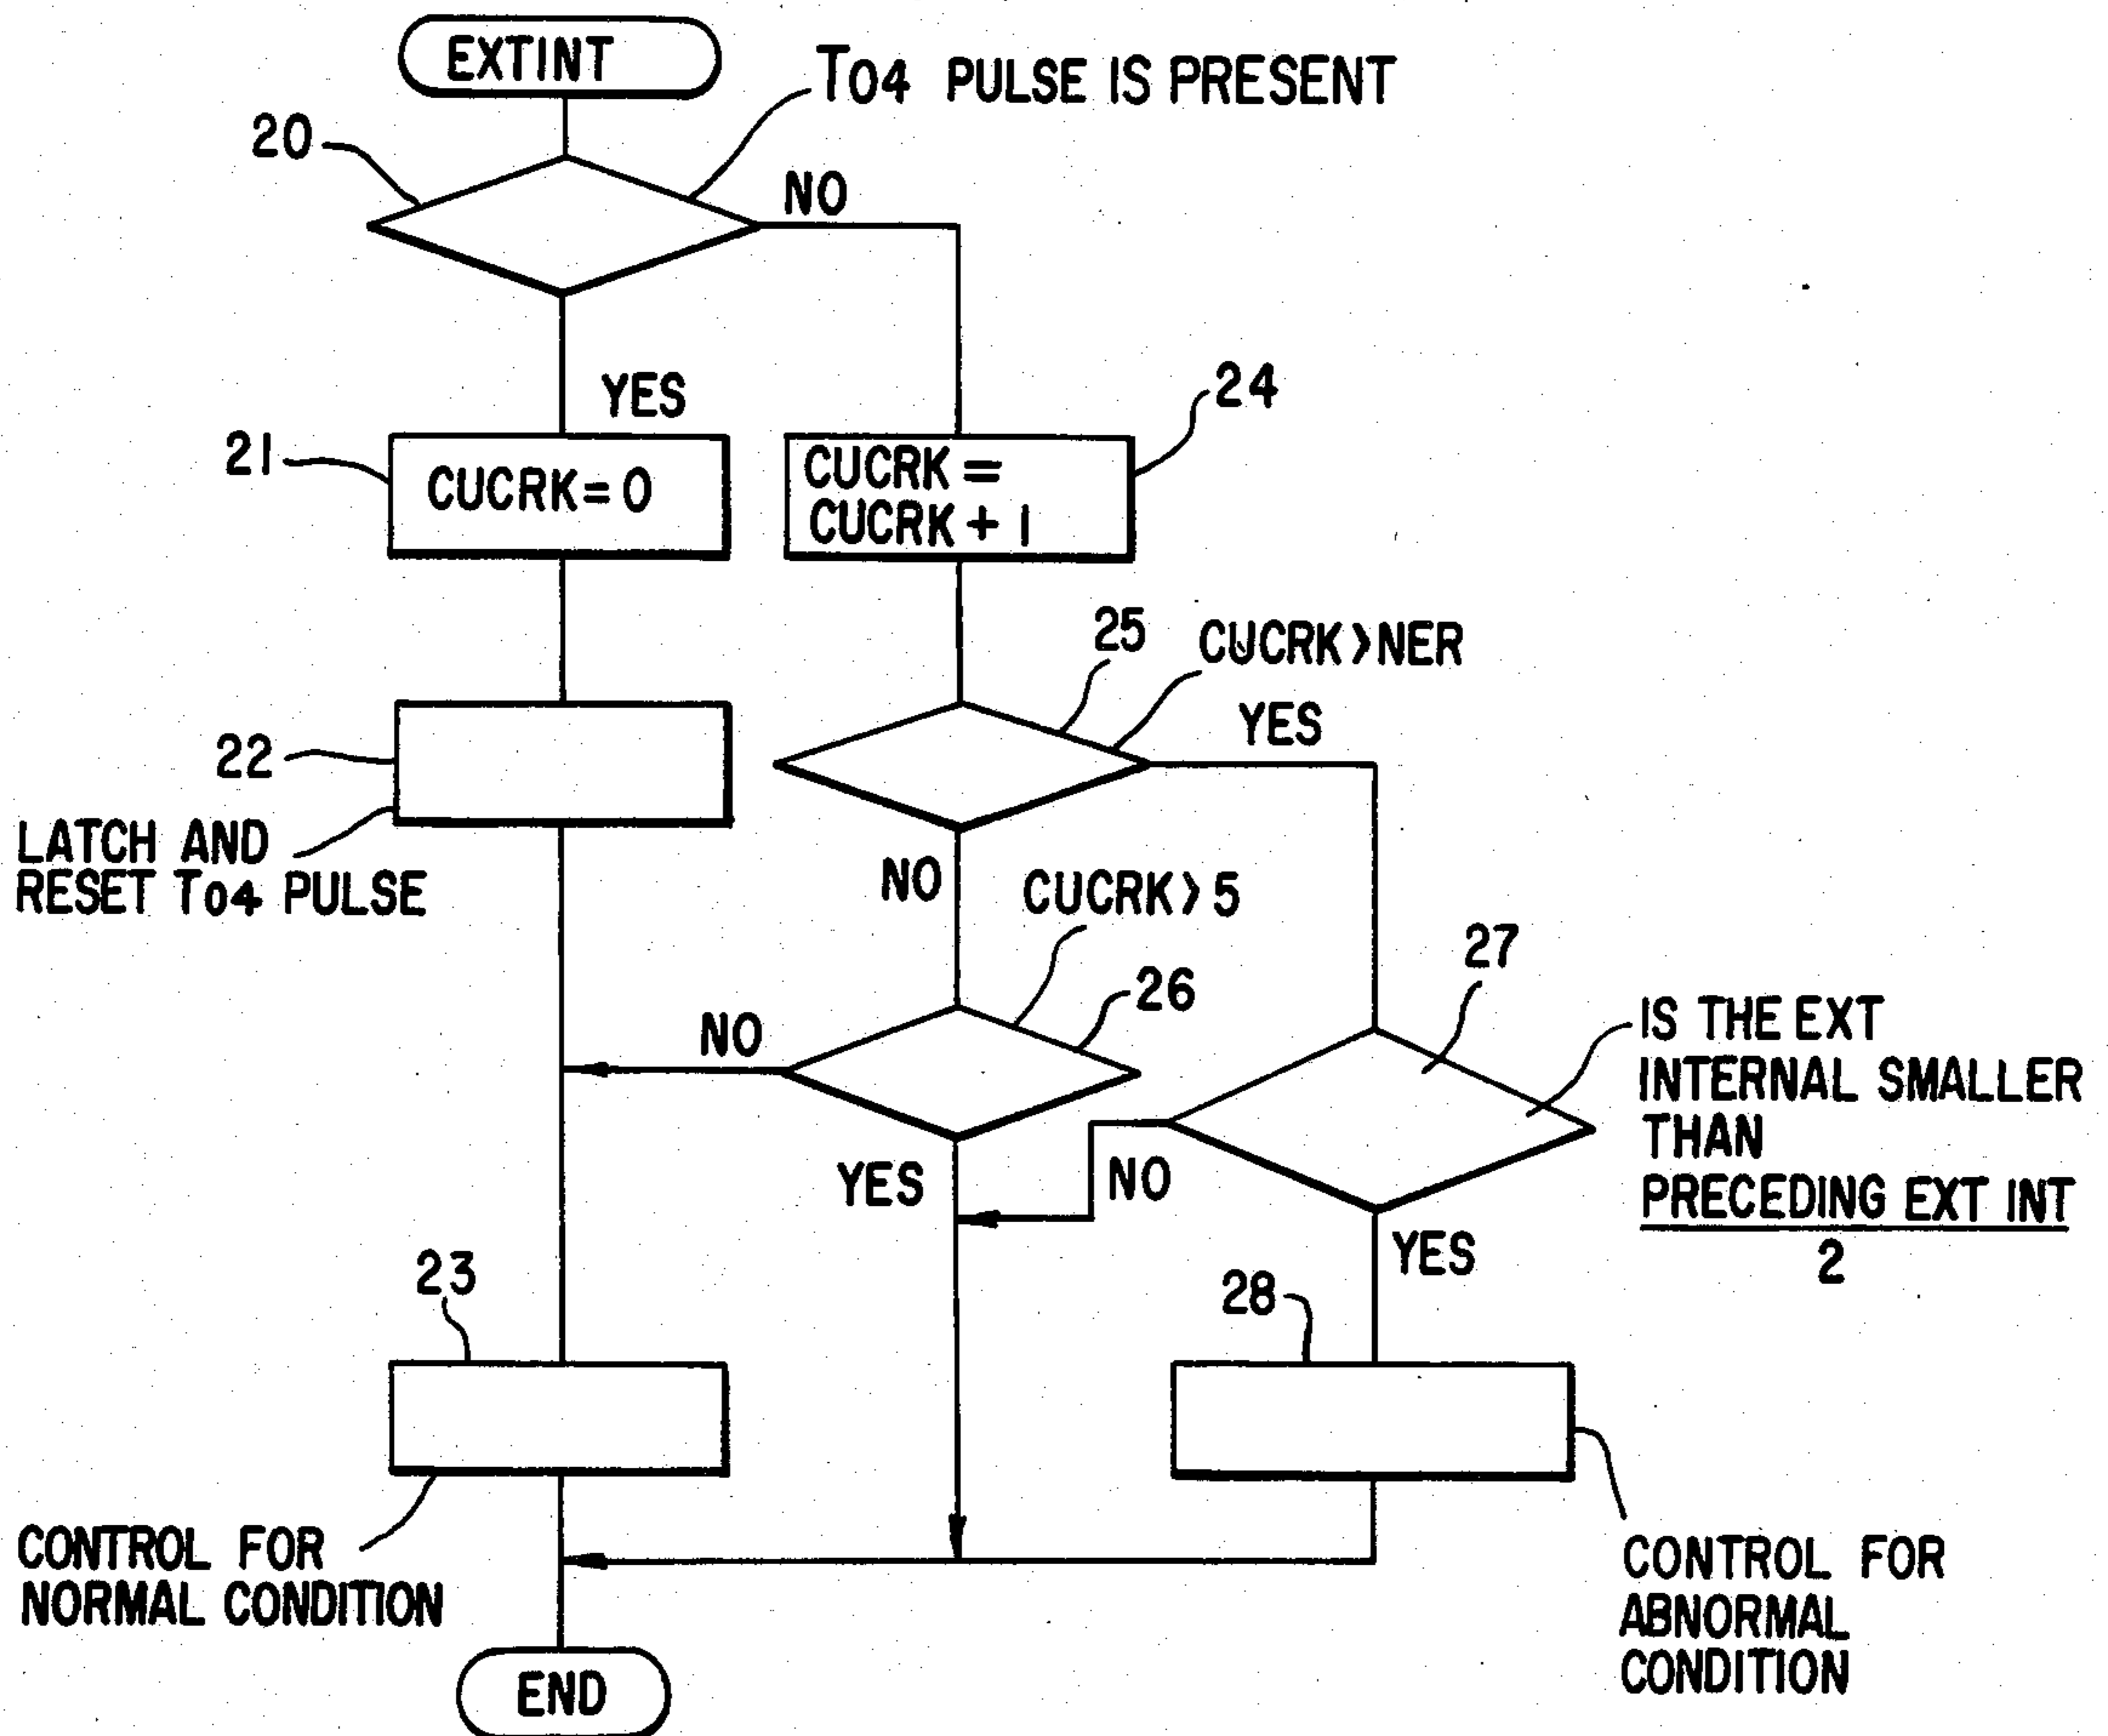 EXTINT
T04 PULSE IS PRESENT
20
NO
YES
21
CUCRK=0
24
CUCRK =
CUCRK + 1
25
CUCRK>NER
YES
22
LATCH AND
RESET T04 PULSE
NO
CUCRK>5
26
NO
27
IS THE EXT
INTERNAL SMALLER
THAN
PRECEDING EXT INT
2
YES
NO
YES
23
28
CONTROL FOR
NORMAL CONDITION
CONTROL FOR
ABNORMAL
CONDITION
END